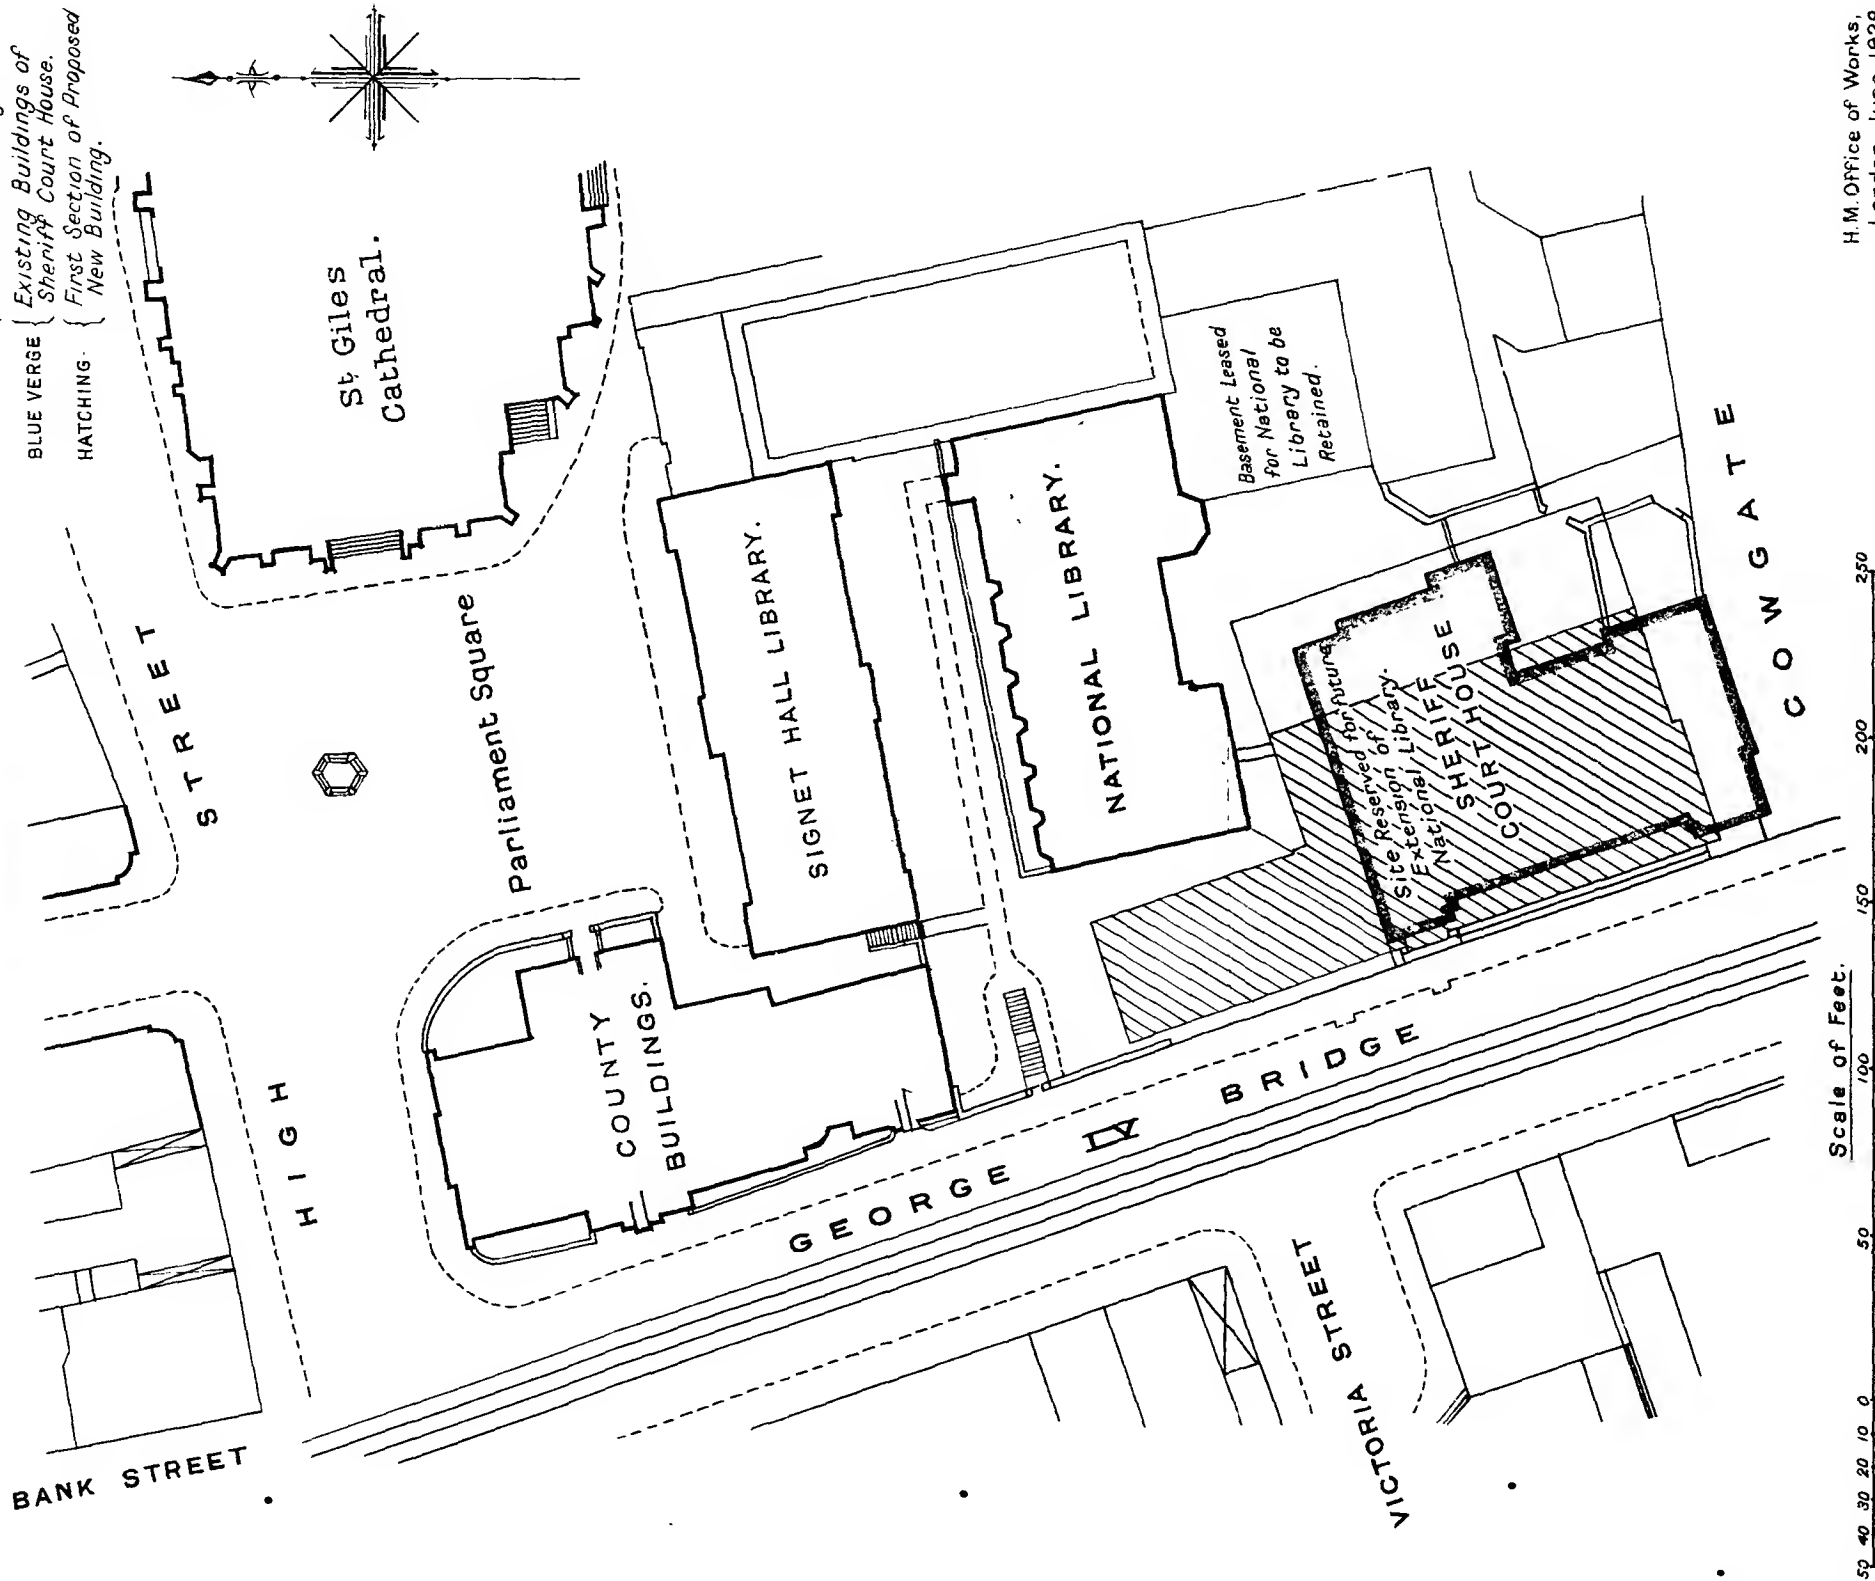 BLUE VERGE { Existing Buildings of
Sheriff Court House.
HATCHING { First Section of Proposed
New Building.
BANK STREET
HIGH STREET
St. Giles
Cathedral.
Parliament Square
COUNTY
BUILDINGS.
SIGNET HALL LIBRARY.
NATIONAL LIBRARY.
Basement Leased
for National
Library to be
Retained.
GEORGE IV BRIDGE
VICTORIA STREET
Site Reserved for future
Extension of
National Library.
SHERIFF
COURT HOUSE
COWGATE
Scale of Feet.
50 40 30 20 10 0 50 100 150 200 250
H.M. Office of Works,